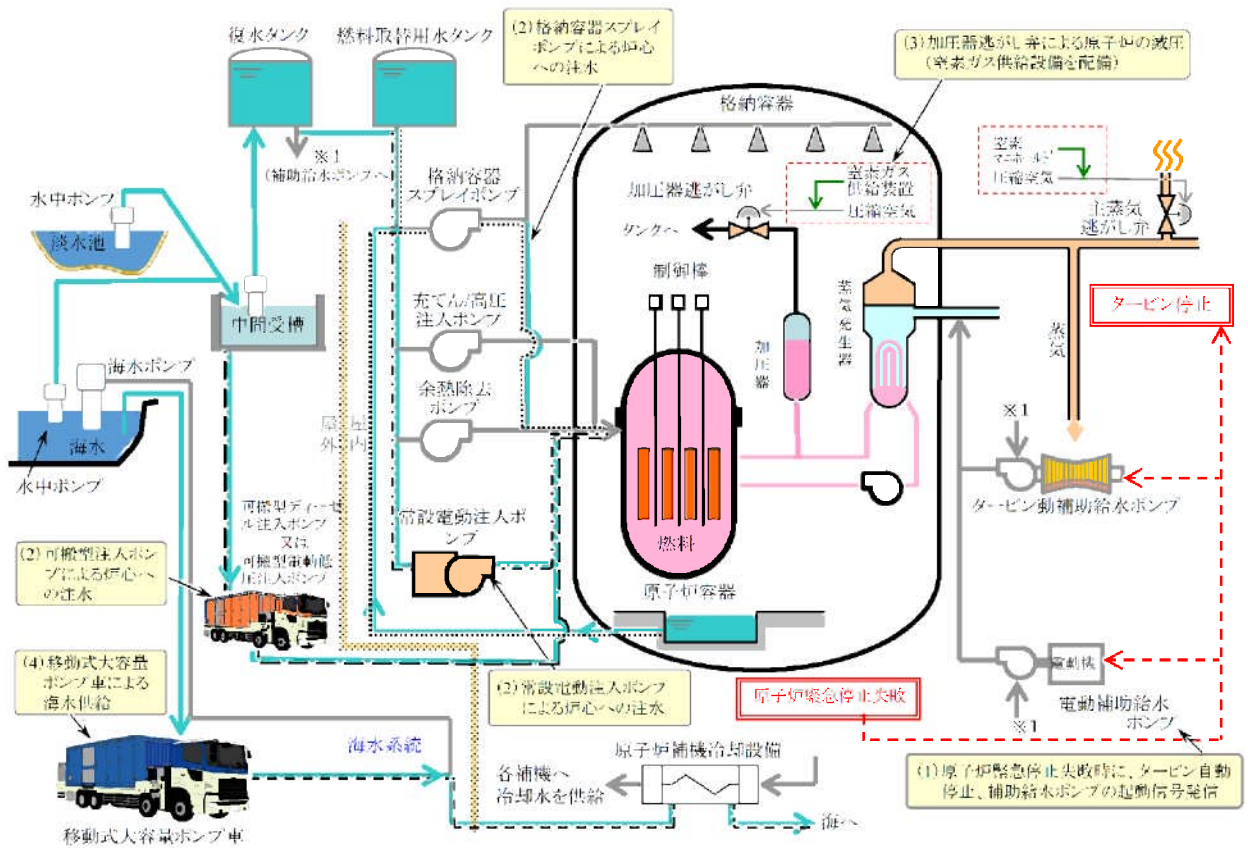 復水タンク
燃料取替用水タンク
(2)格納容器スプレイ
ポンプによる炉心
への注水
(3)加圧器逃がし弁による原子炉の減圧
(窒素ガス供給設備を配備)
格納容器
※1
(補助給水ポンプへ)
格納容器
スプレイポンプ
加圧器逃がし弁
窒素ガス
供給装置
圧縮空気
窒素
マニホールド
圧縮空気
主蒸気
逃がし弁
水中ポンプ
淡水池
タンクへ
制御棒
蒸気発生器
充てん/高圧
注入ポンプ
中間受槽
加圧器
タービン停止
蒸気
海水ポンプ
余熱除去
ポンプ
屋外
屋内
海水
水中ポンプ
※1
タービン動補助給水ポンプ
可搬型ディーゼ
ル注入ポンプ
又は
可搬型電動低
圧注入ポンプ
常設電動注入ポ
ンプ
燃料
原子炉容器
(2)可搬型注入ポン
プによる炉心へ
の注水
(4)移動式大容量
ポンプ車による
海水供給
(2)常設電動注入ポンプ
による炉心への注水
原子炉緊急停止失敗
電動機
※1
電動補助給水
ポンプ
海水系統
原子炉補機冷却設備
各補機へ
冷却水を供給
(1)原子炉緊急停止失敗時に、タービン自動
停止、補助給水ポンプの起動信号発信
海へ
移動式大容量ポンプ車